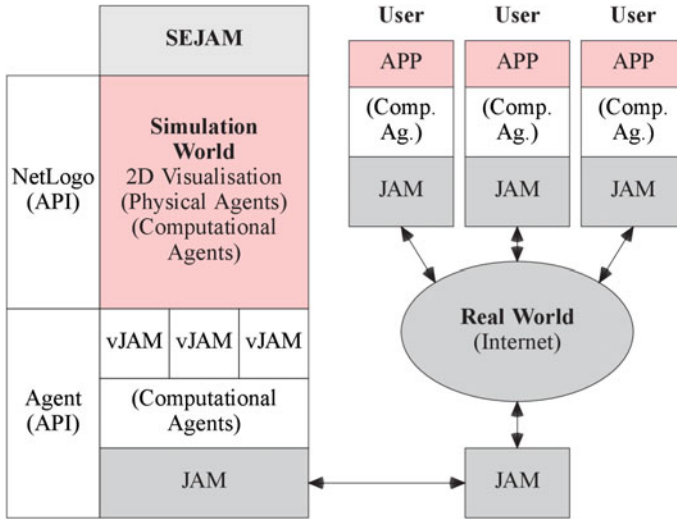 SEJAM
NetLogo
(API)
Simulation
World
2D Visualisation
(Physical Agents)
(Computational
Agents)
Agent
(API)
vJAM
vJAM
vJAM
(Computational
Agents)
JAM
User
User
User
APP
APP
APP
(Comp.
Ag.)
(Comp.
Ag.)
(Comp.
Ag.)
JAM
JAM
JAM
Real World
(Internet)
JAM